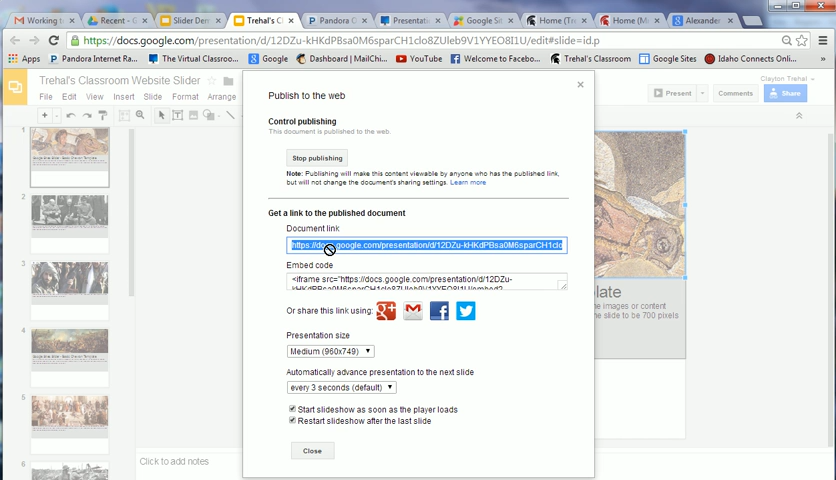 Working f
Recent - G
Slider Dem
Trehal's Cl
Pandora O
Presentati
Google Sit
Home (Tr
Home (M
Alexander
https://docs.google.com/presentation/d/12DZu-kHKdPBsa0M6sparCH1clo8ZUleb9V1YYEO8I1U/edit#slide=id.p
Apps
Pandora Internet Ra...
The Virtual Classroo...
Google
Dashboard | MailChi...
YouTube
Welcome to Facebo...
Trehal's Classroom
Google Sites
Idaho Connects Onli...
Trehal's Classroom Website Slider
Clayton Trehal
File Edit View Insert Slide Format Arrange
Present
Comments
Share
Publish to the web
Control publishing
This document is published to the web.
Stop publishing
Note: Publishing will make this content viewable by anyone who has the published link,
but will not change the document's sharing settings. Learn more
Get a link to the published document
Document link
https://docs.google.com/presentation/d/12DZu-kHKdPBsa0M6sparCH1clo
Embed code
<iframe src="https://docs.google.com/presentation/d/12DZu-
Or share this link using:
Presentation size
Medium (960x749)
Automatically advance presentation to the next slide
every 3 seconds (default)
Start slideshow as soon as the player loads
Restart slideshow after the last slide
Close
1
2
3
4
5
6
plate
he images or content
the slide to be 700 pixels
Click to add notes